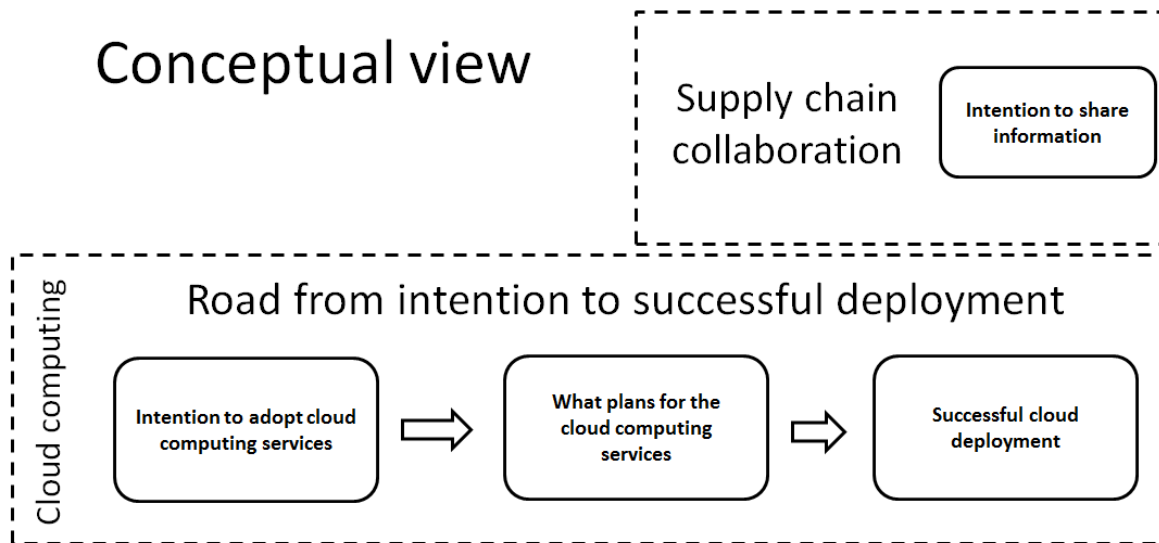 Conceptual view
Supply chain
collaboration
Intention to share
information
Cloud computing
Road from intention to successful deployment
Intention to adopt cloud
computing services
What plans for the
cloud computing
services
Successful cloud
deployment